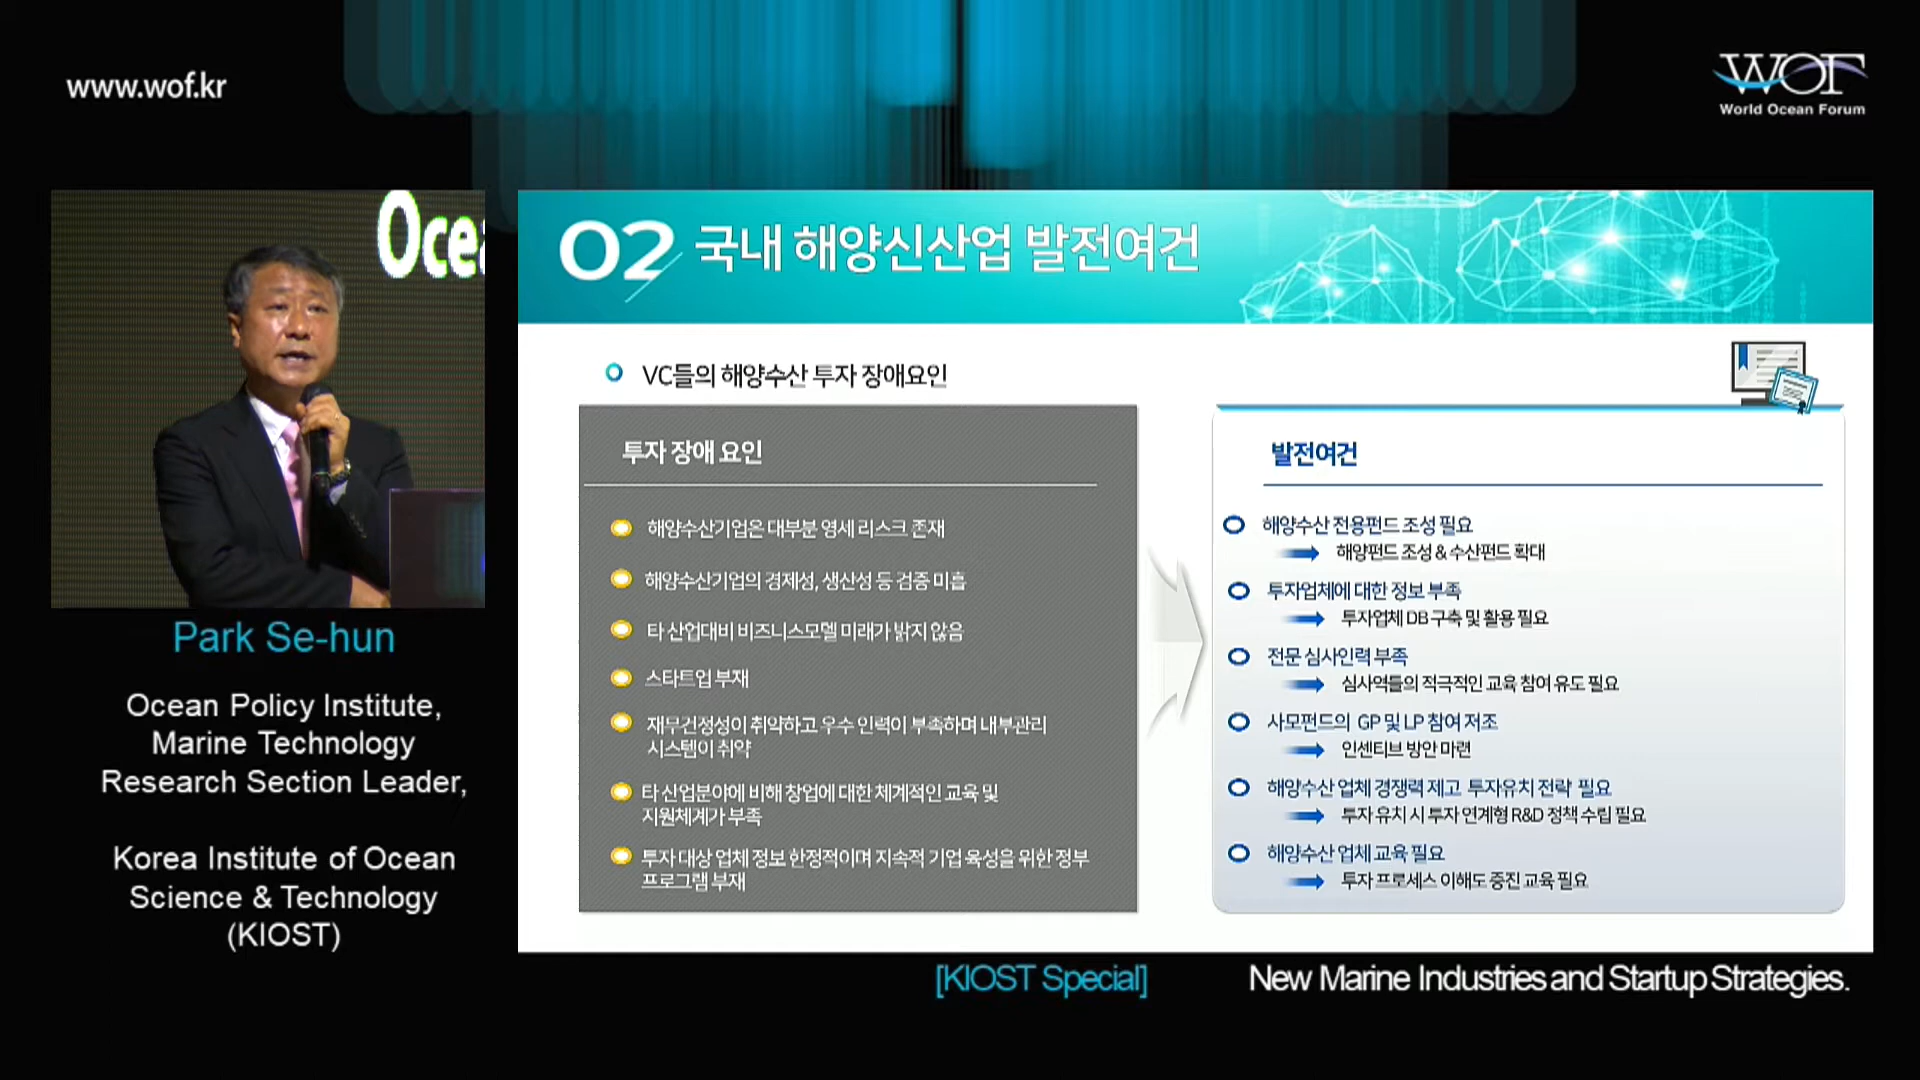 www.wof.kr
WOF
World Ocean Forum
Ocea
Park Se-hun
Ocean Policy Institute,
Marine Technology
Research Section Leader,
Korea Institute of Ocean
Science & Technology
(KIOST)
02 국내 해양신산업 발전여건
VC들의 해양수산 투자 장애요인
투자 장애 요인
해양수산기업은 대부분 영세 리스크 존재
해양수산기업의 경제성, 생산성 등 검증 미흡
타 산업대비 비즈니스모델 미래가 밝지 않음
스타트업 부재
재무건정성이 취약하고 우수 인력이 부족하며 내부관리
시스템이 취약
타 산업분야에 비해 창업에 대한 체계적인 교육 및
지원체계가 부족
투자 대상 업체 정보 한정적이며 지속적 기업 육성을 위한 정부
프로그램 부재
발전여건
해양수산 전용펀드 조성 필요
해양펀드 조성 & 수산펀드 확대
투자업체에 대한 정보 부족
투자업체 DB 구축 및 활용 필요
전문 심사인력 부족
심사역들의 적극적인 교육 참여 유도 필요
사모펀드의 GP 및 LP 참여 저조
인센티브 방안 마련
해양수산 업체 경쟁력 제고 투자유치 전략 필요
투자 유치 시 투자 연계형 R&D 정책 수립 필요
해양수산 업체 교육 필요
투자 프로세스 이해도 증진 교육 필요
[KIOST Special] New Marine Industries and Startup Strategies.